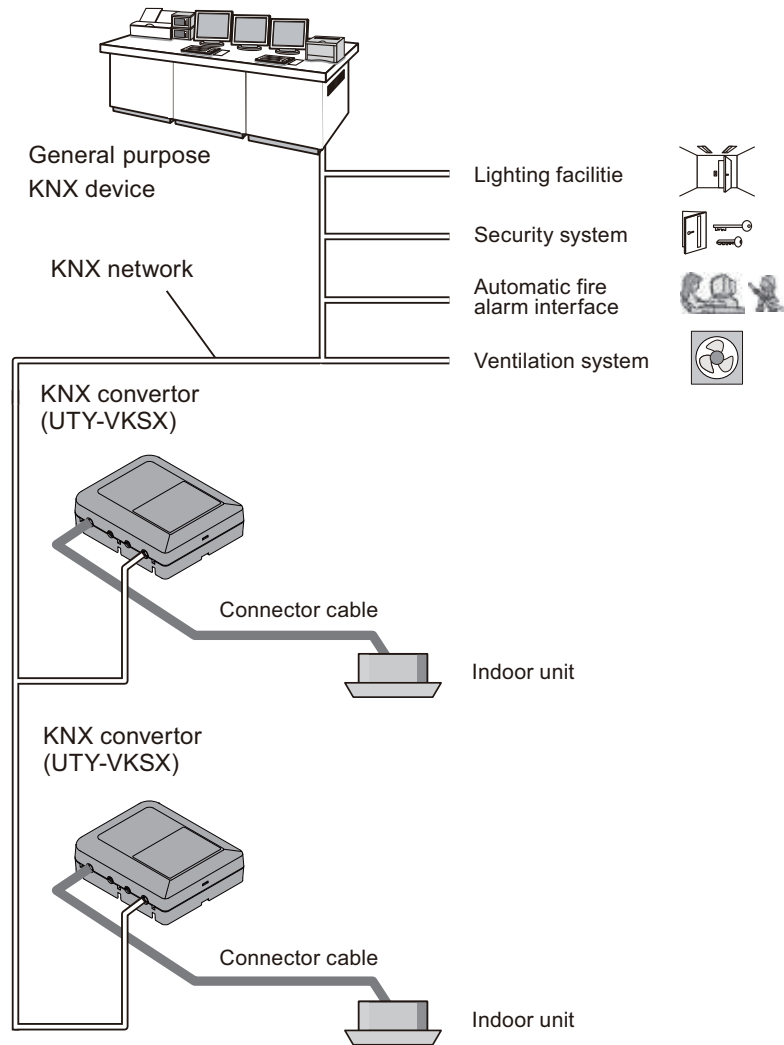 General purpose
KNX device
Lighting facilitie
Security system
Automatic fire
alarm interface
Ventilation system
KNX network
KNX convertor
(UTY-VKSX)
Connector cable
Indoor unit
KNX convertor
(UTY-VKSX)
Connector cable
Indoor unit